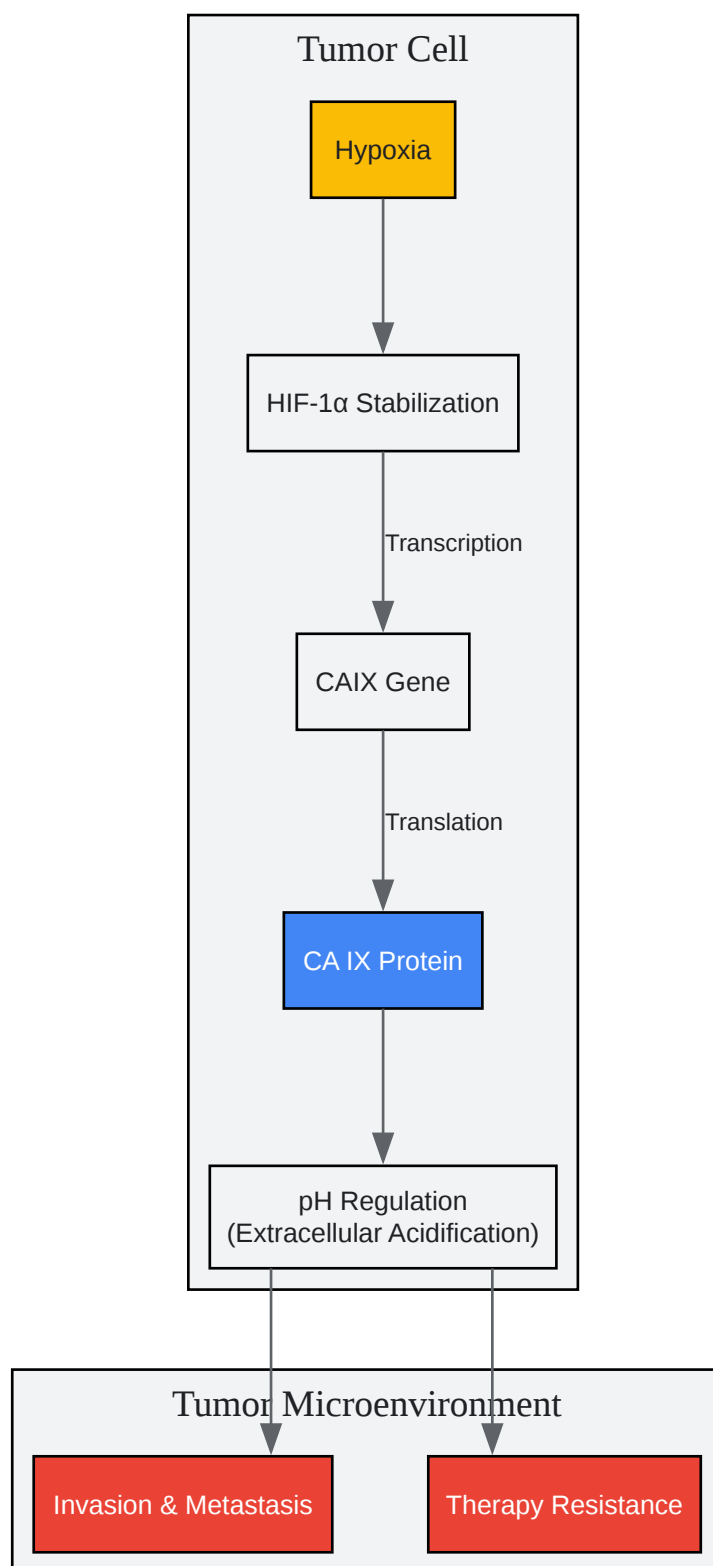 Tumor Cell
Hypoxia
HIF-1α Stabilization
Transcription
CAIX Gene
Translation
CA IX Protein
pH Regulation
(Extracellular Acidification)
Tumor Microenvironment
Invasion & Metastasis
Therapy Resistance